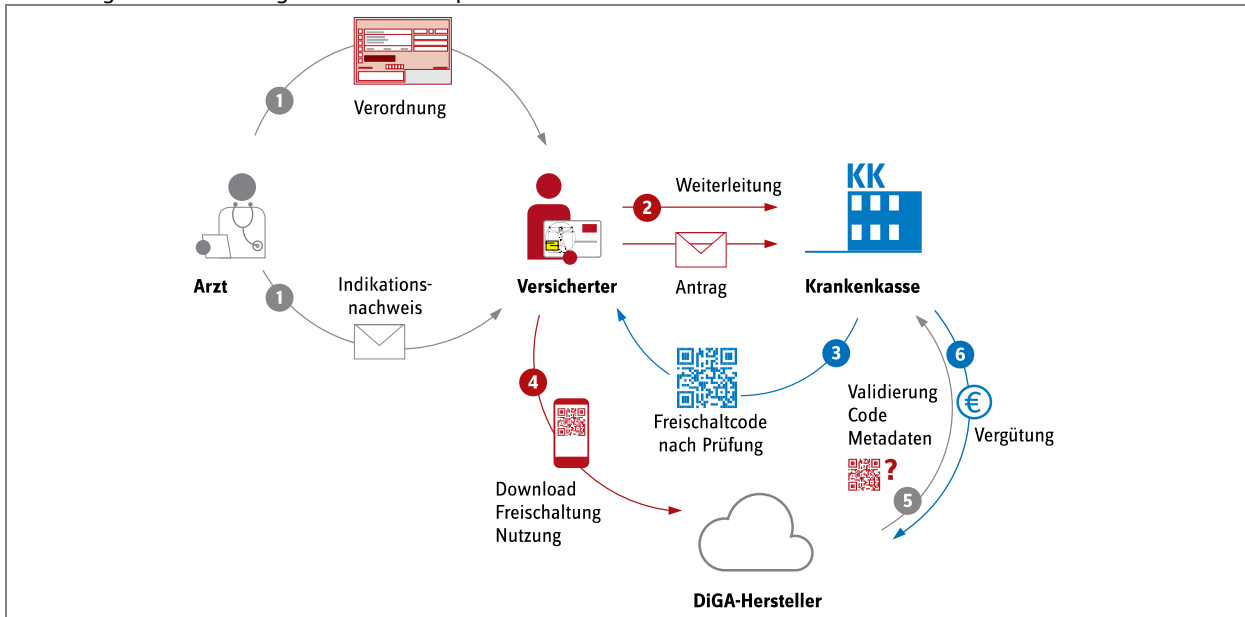 1
Verordnung
KK
Weiterleitung
2
Arzt
Indikations-
nachweis
1
Versicherter
Antrag
Krankenkasse
3
6
4
Freischaltcode
nach Prüfung
Validierung
Code
Metadaten
€
Vergütung
?
5
Download
Freischaltung
Nutzung
DiGA-Hersteller